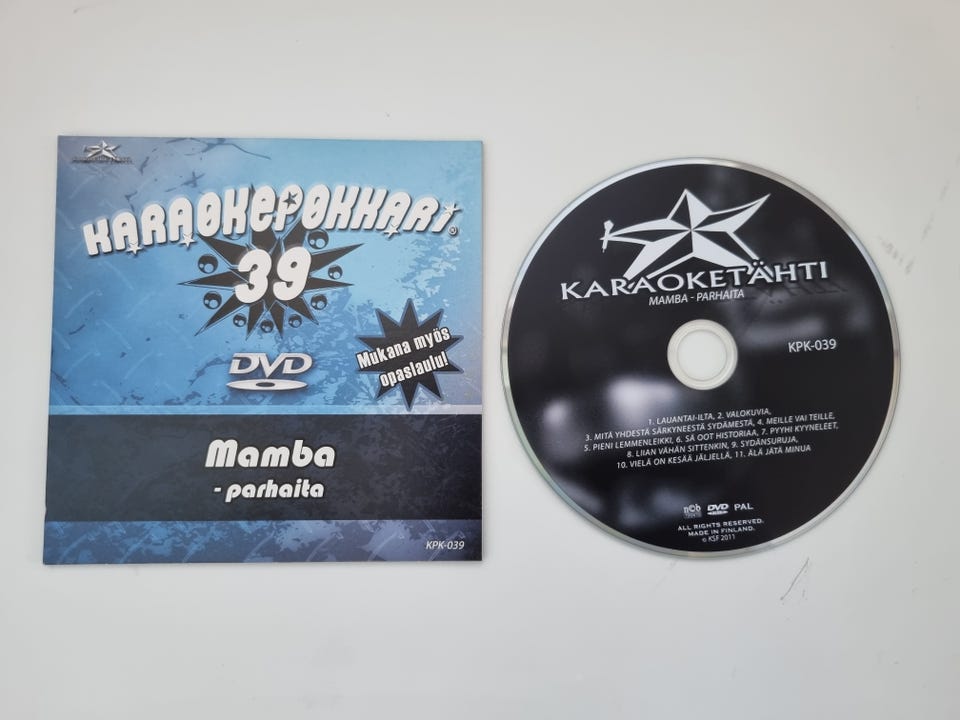 KARAOKEPOKKARI®
39
DVD
Mukana myös
opaslaulu!
Mamba
- parhaita
KPK-039
KARAOKETÄHTI
MAMBA - PARHAITA
KPK-039
1. LAUANTAI-ILTA, 2. VALOKUVIA,
3. MITÄ YHDESTÄ SÄRKYNEESTÄ SYDÄMESTÄ, 4. MEILLE VAI TEILLE,
5. PIENI LEMMENLEIKKI, 6. SÄ OOT HISTORIAA, 7. PYYHI KYYNELEET,
8. LIIAN VÄHÄN SITTENKIN, 9. SYDÄNSURUJA,
10. VIELÄ ON KESÄÄ JÄLJELLÄ, 11. ÄLÄ JÄTÄ MINUA
ncb DVD PAL
ALL RIGHTS RESERVED.
MADE IN FINLAND.
© KSF 2011